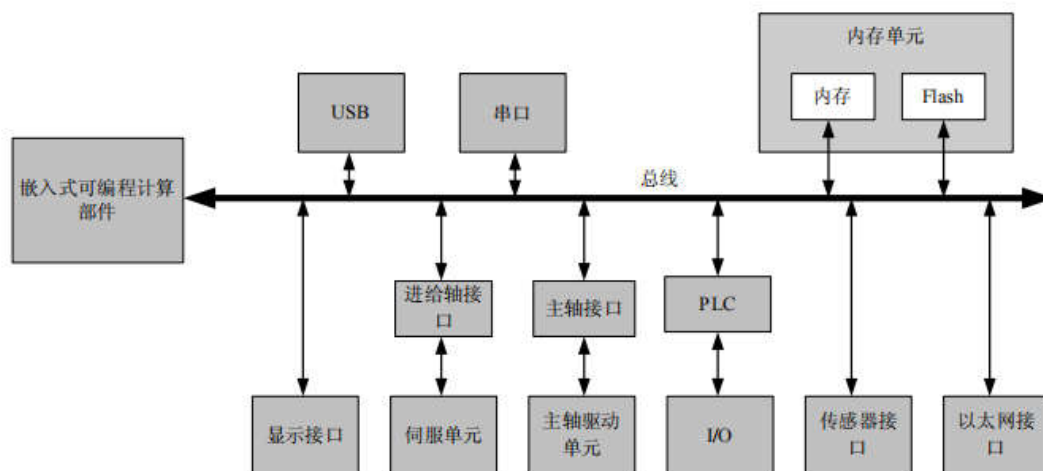 内存单元
USB
串口
内存
Flash
嵌入式可编程计算
部件
总线
进给轴接
口
主轴接口
PLC
显示接口
伺服单元
主轴驱动
单元
I/O
传感器接
口
以太网接
口